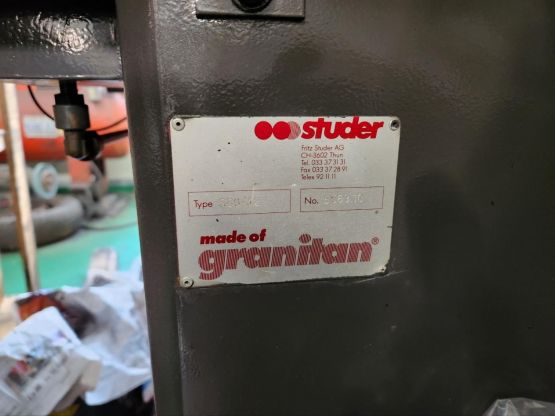 studer
Fritz Studer AG
CH-3602 Thun
Tel. 033 37 31 31
Fax 033 37 28 91
Telex 92 11 11
Type
No.
made of
granitan®